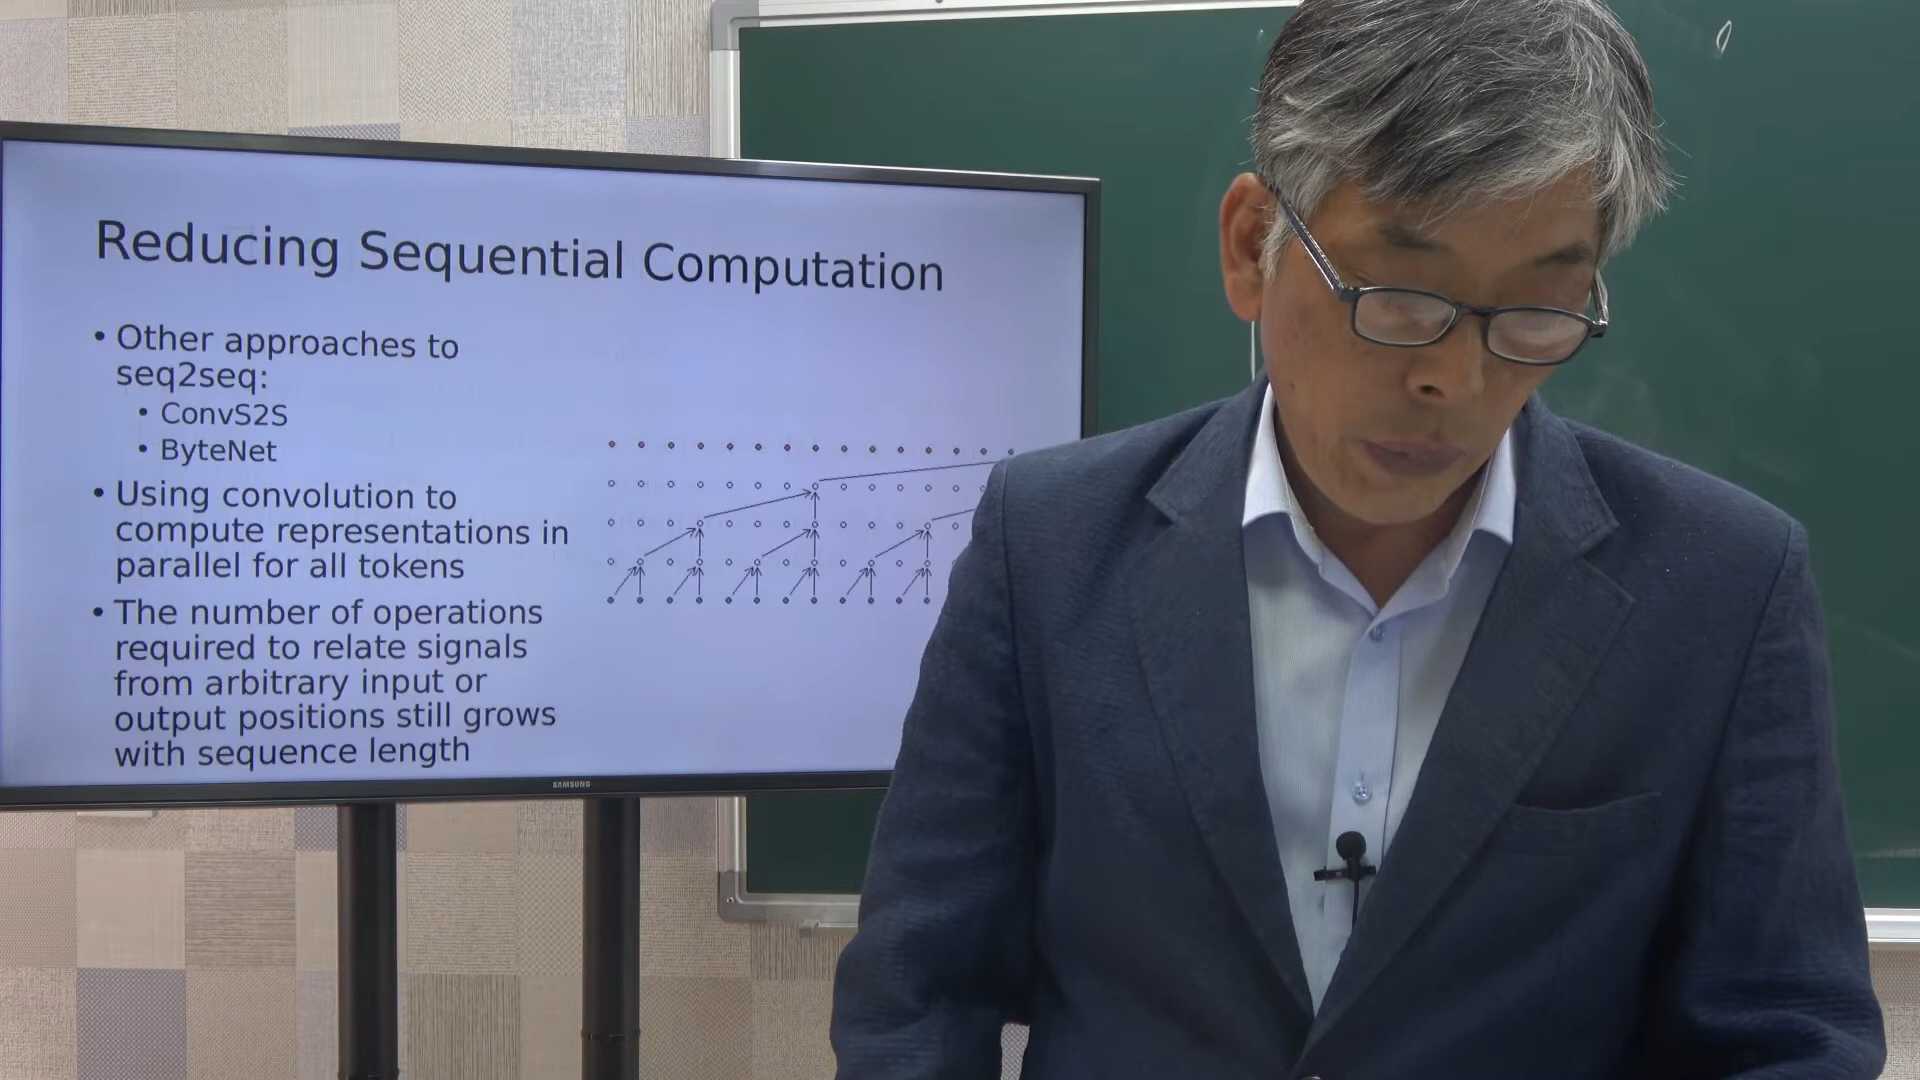 Reducing Sequential Computation
• Other approaches to
seq2seq:
• ConvS2S
• ByteNet
• Using convolution to
compute representations in
parallel for all tokens
• The number of operations
required to relate signals
from arbitrary input or
output positions still grows
with sequence length
SAMSUNG